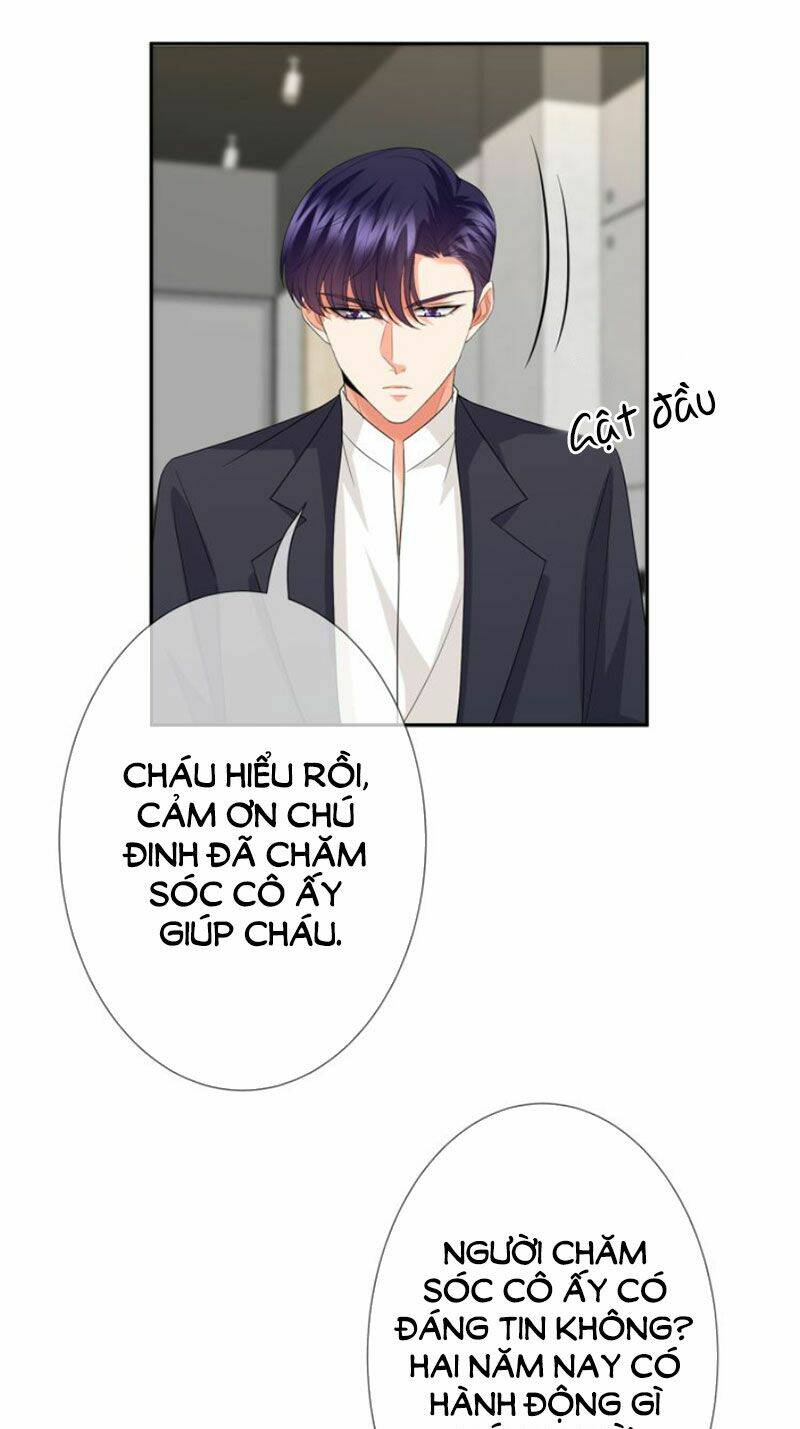 Gật đầu
CHÁU HIỂU RỒI,
CẢM ƠN CHÚ
ĐINH ĐÃ CHĂM
SÓC CÔ ẤY
GIÚP CHÁU.
NGƯỜI CHĂM
SÓC CÔ ẤY CÓ
ĐÁNG TIN KHÔNG?
HAI NĂM NAY CÓ
HÀNH ĐỘNG GÌ